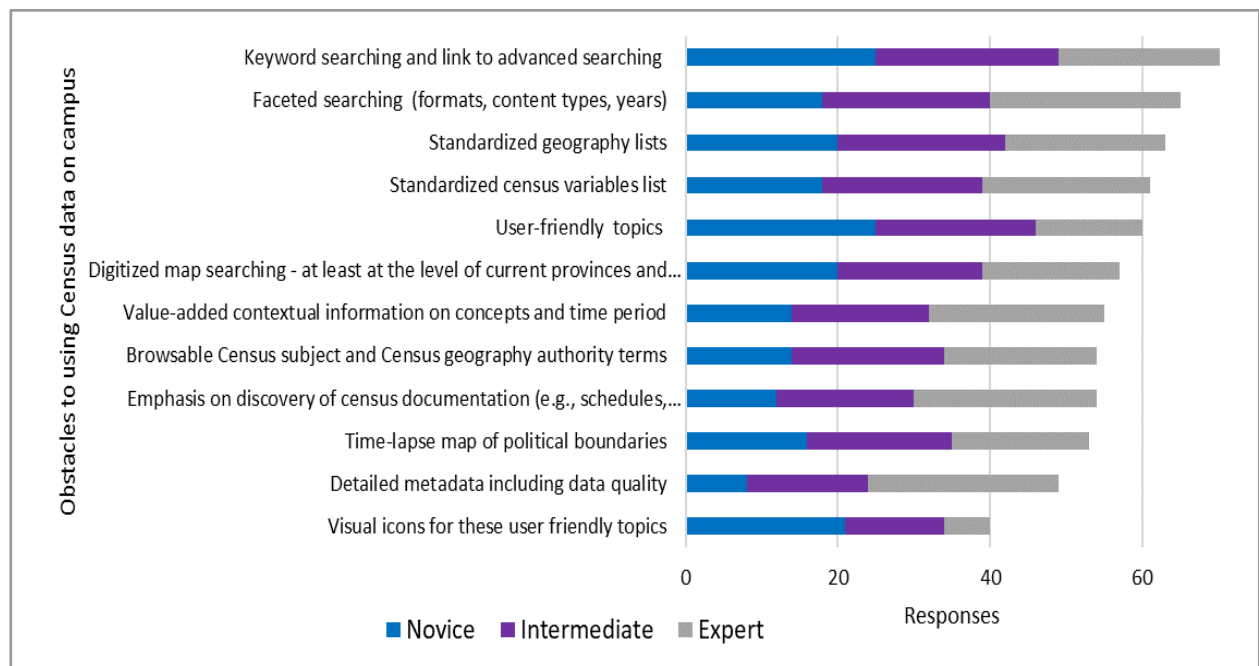 Obstacles to using Census data on campus
Keyword searching and link to advanced searching
Faceted searching (formats, content types, years)
Standardized geography lists
Standardized census variables list
User-friendly topics
Digitized map searching - at least at the level of current provinces and...
Value-added contextual information on concepts and time period
Browsable Census subject and Census geography authority terms
Emphasis on discovery of census documentation (e.g., schedules,...
Time-lapse map of political boundaries
Detailed metadata including data quality
Visual icons for these user friendly topics
0 20 40 60
Responses
Novice Intermediate Expert